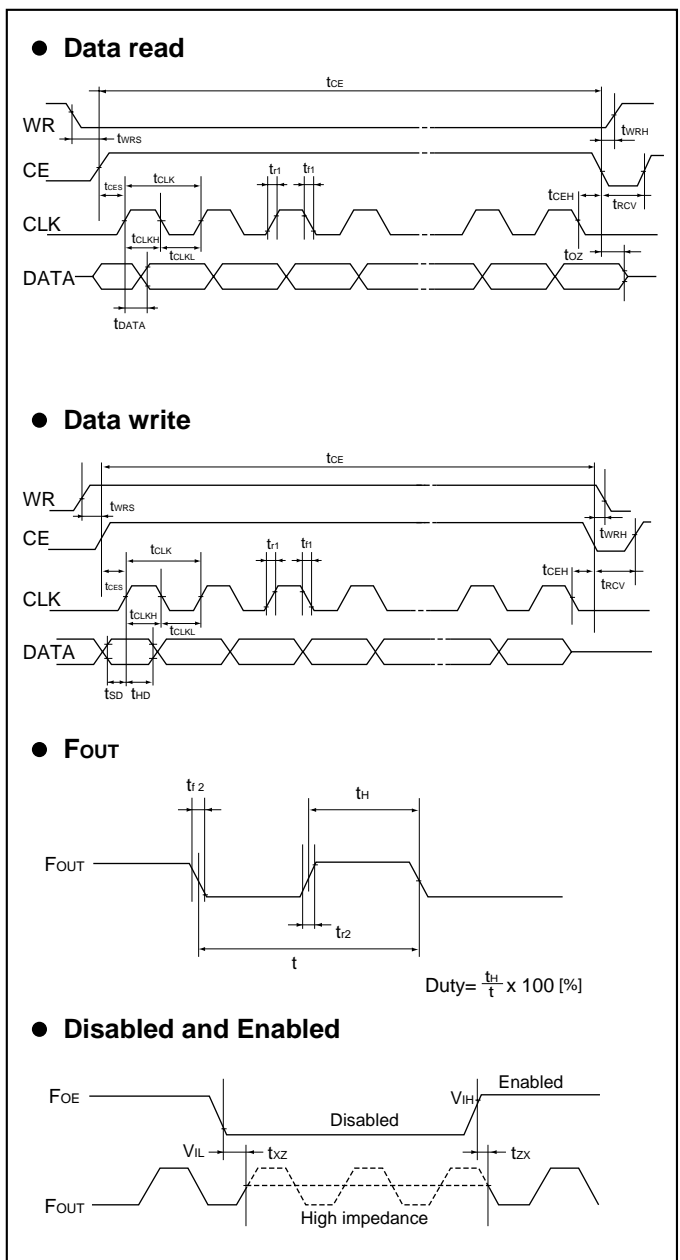 ● Data read
tCE
WR
tWRS
tWRH
CE
tCES
tCLK
tr1
tf1
tCEH
tRCV
CLK
tCLKH
tCLKL
tOZ
DATA
tDATA
● Data write
tCE
WR
tWRS
tWRH
CE
tCES
tCLK
tr1
tf1
tCEH
tRCV
CLK
tCLKH
tCLKL
DATA
tSD
tHD
● FOUT
tf 2
tH
FOUT
tr2
t
Duty= tH/t x 100 [%]
● Disabled and Enabled
FOE
VIH
Enabled
Disabled
VIL
tXZ
tZX
FOUT
High impedance